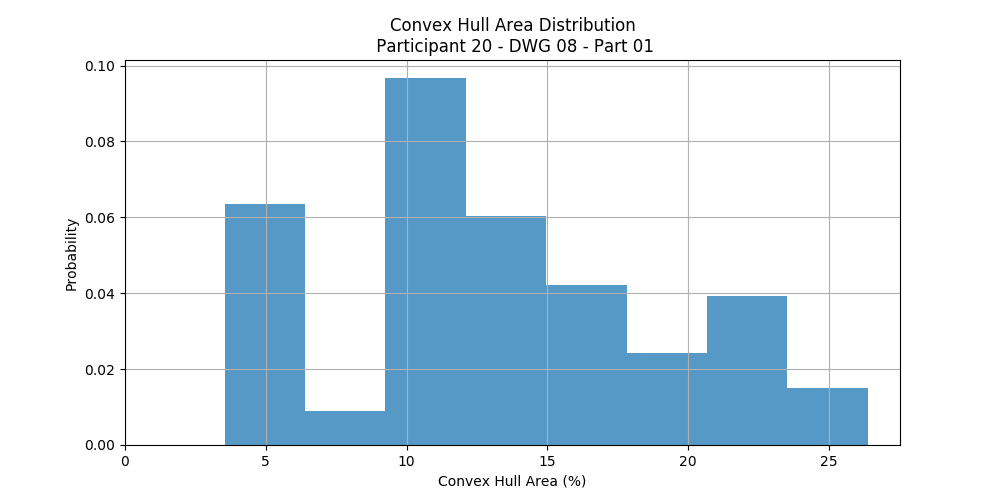 Convex Hull Area Distribution
Participant 20 - DWG 08 - Part 01
0.10
0.08
0.06
0.04
0.02
0.00
Probability
0 5 10 15 20 25
Convex Hull Area (%)